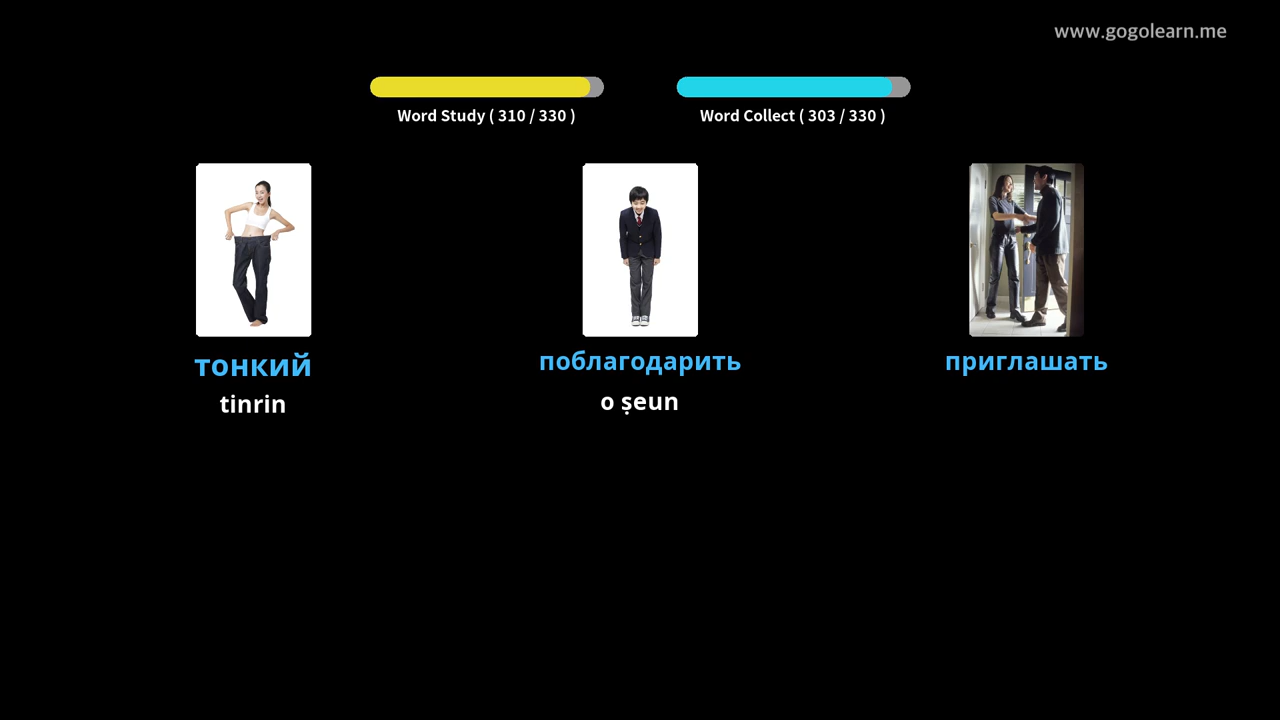 www.gogolearn.me
Word Study ( 310 / 330 )
Word Collect ( 303 / 330 )
тонкий
поблагодарить
приглашать
tinrin
o ṣeun